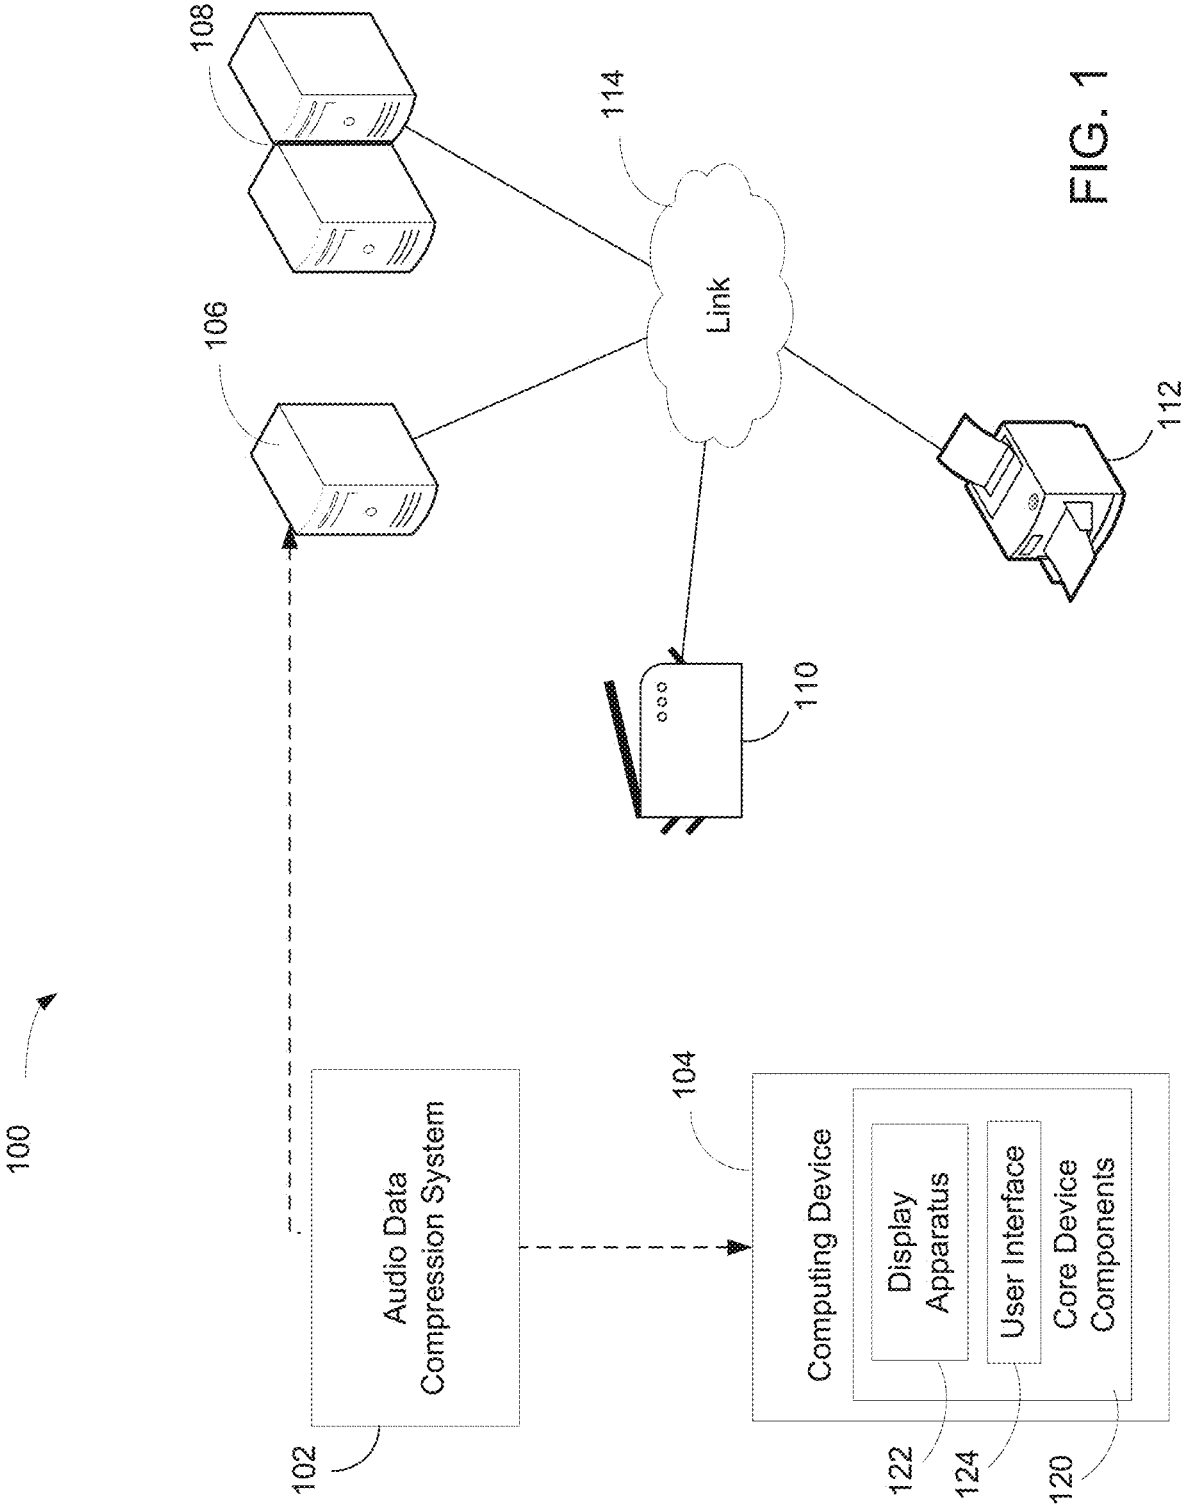 100
102
Audio Data
Compression System
104
Computing Device
122
Display
Apparatus
124
User Interface
120
Core Device
Components
106
108
110
112
114
Link
FIG. 1